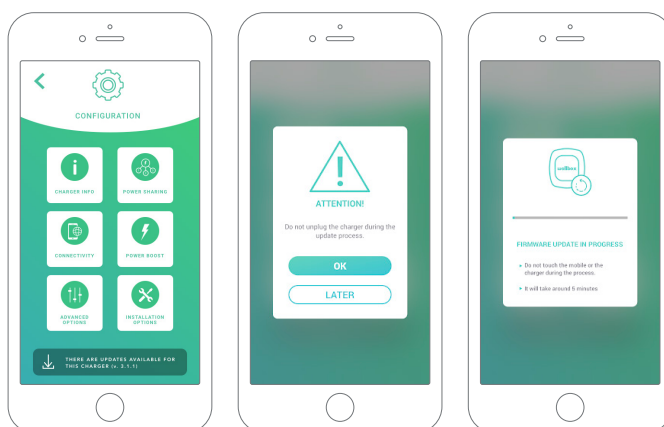 CONFIGURATION
CHARGER INFO
POWER SHARING
CONNECTIVITY
POWER BOOST
ADVANCED
OPTIONS
INSTALLATION
OPTIONS
THERE ARE UPDATES AVAILABLE FOR
THIS CHARGER (v. 2.1.1)
ATTENTION!
Do not unplug the charger during the
update process.
OK
LATER
wallbox
FIRMWARE UPDATE IN PROGRESS
▸ Do not touch the mobile or the
charger during the process.
▸ It will take around 5 minutes